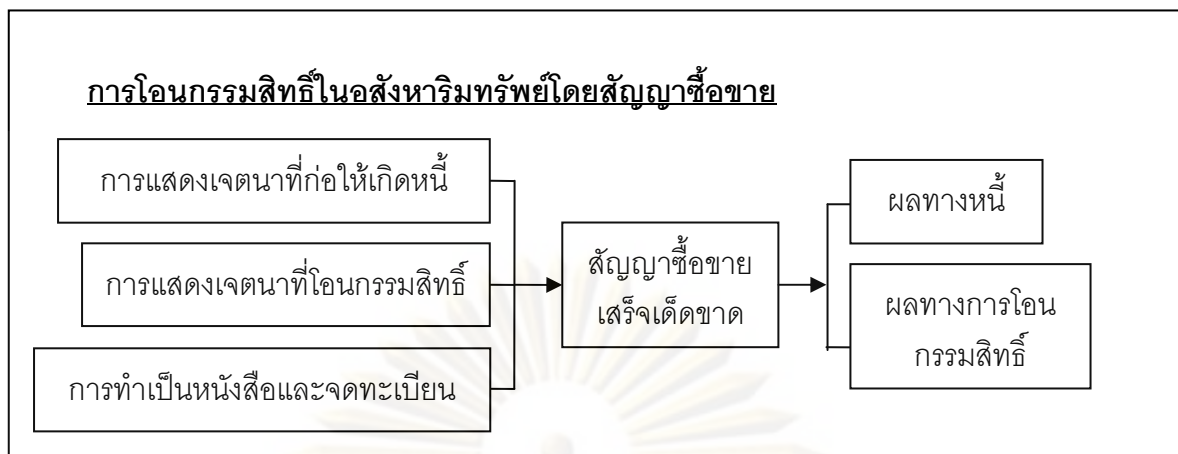 การโอนกรรมสิทธิ์ในอสังหาริมทรัพย์โดยสัญญาซื้อขาย
การแสดงเจตนาที่ก่อให้เกิดหนี้
การแสดงเจตนาที่โอนกรรมสิทธิ์
การทำเป็นหนังสือและจดทะเบียน
สัญญาซื้อขาย
เสร็จเด็ดขาด
ผลทางหนี้
ผลทางการโอน
กรรมสิทธิ์